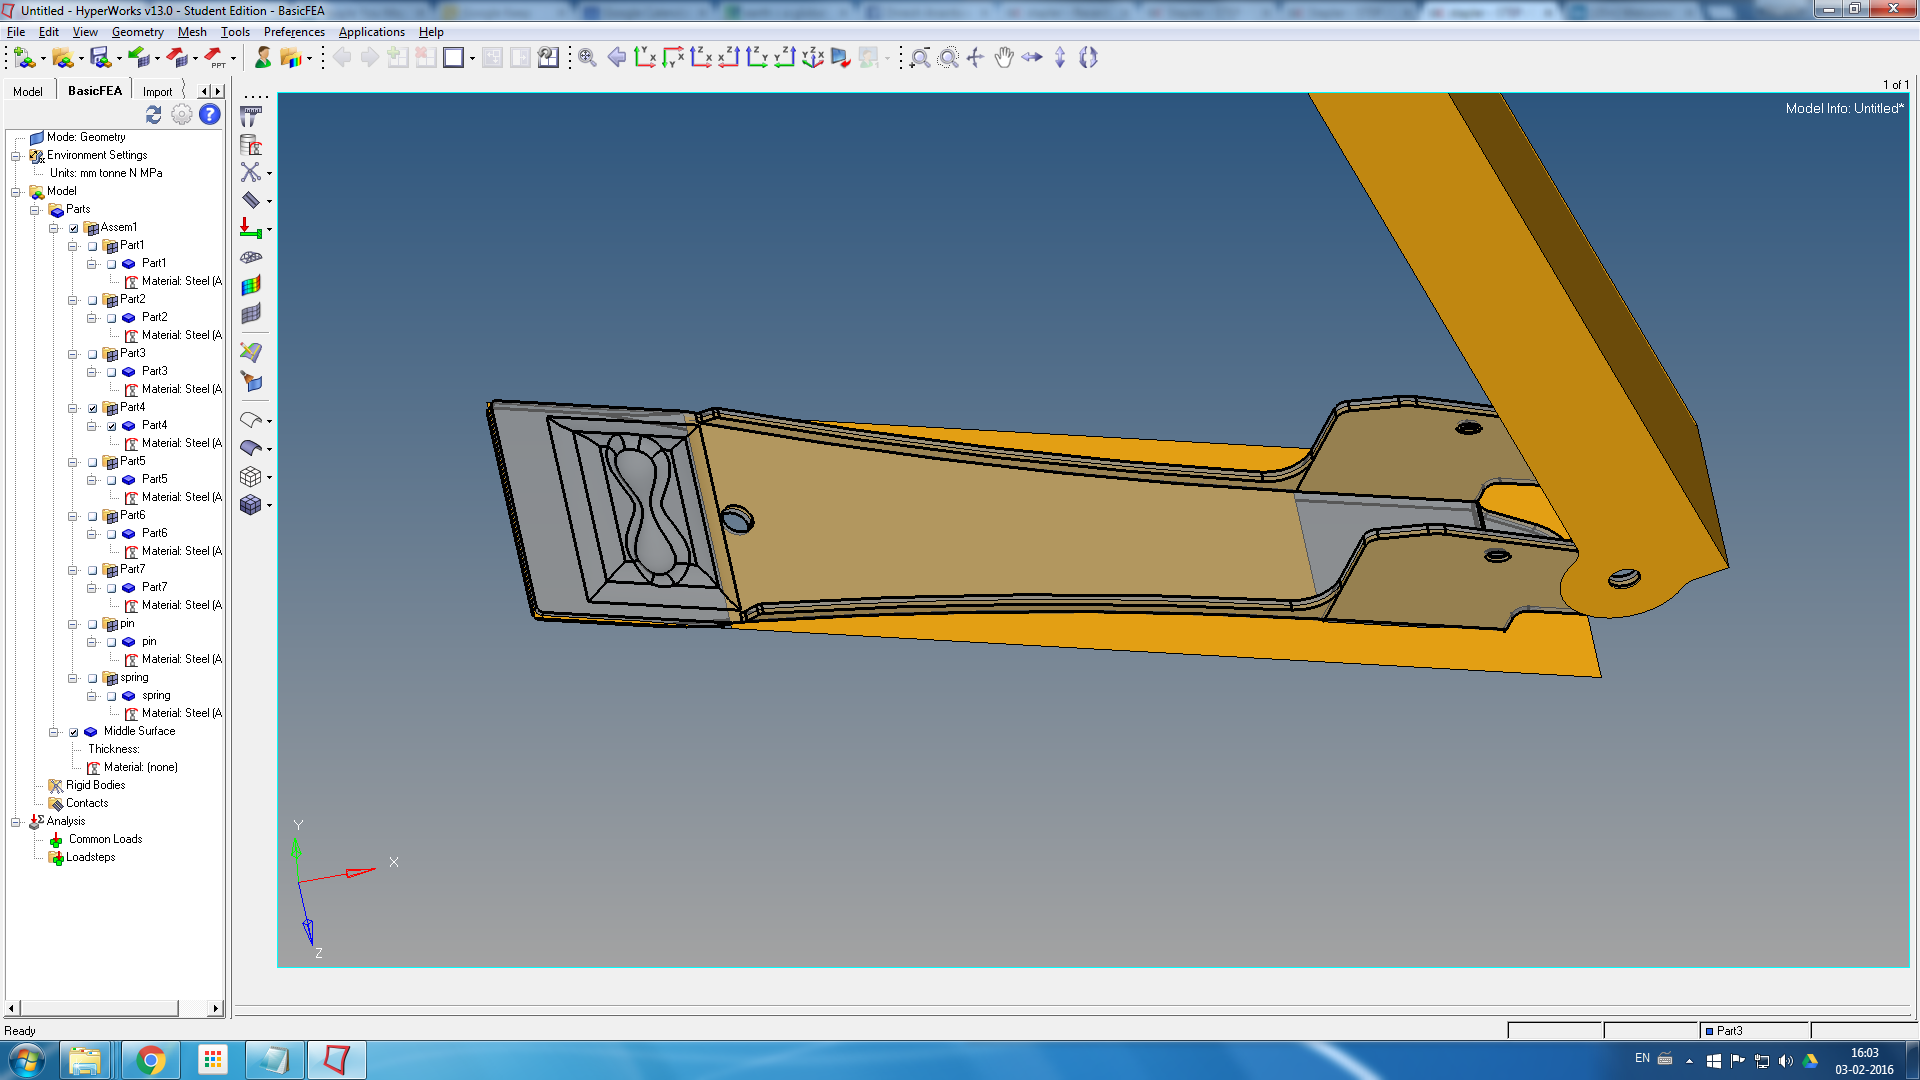 Untitled - HyperWorks v13.0 - Student Edition - BasicFEA
File Edit View Geometry Mesh Tools Preferences Applications Help
PPT
Model BasicFEA Import
1 of 1
Model Info: Untitled*
Mode: Geometry
Environment Settings
Units: mm tonne N MPa
Model
Parts
Assem1
Part1
Part1
Material: Steel (A
Part2
Part2
Material: Steel (A
Part3
Part3
Material: Steel (A
Part4
Part4
Material: Steel (A
Part5
Part5
Material: Steel (A
Part6
Part6
Material: Steel (A
Part7
Part7
Material: Steel (A
pin
pin
Material: Steel (A
spring
spring
Material: Steel (A
Middle Surface
Thickness:
Material: (none)
Rigid Bodies
Contacts
Analysis
Common Loads
Loadsteps
Y
X
Z
Ready
Part3
EN
16:03
03-02-2016